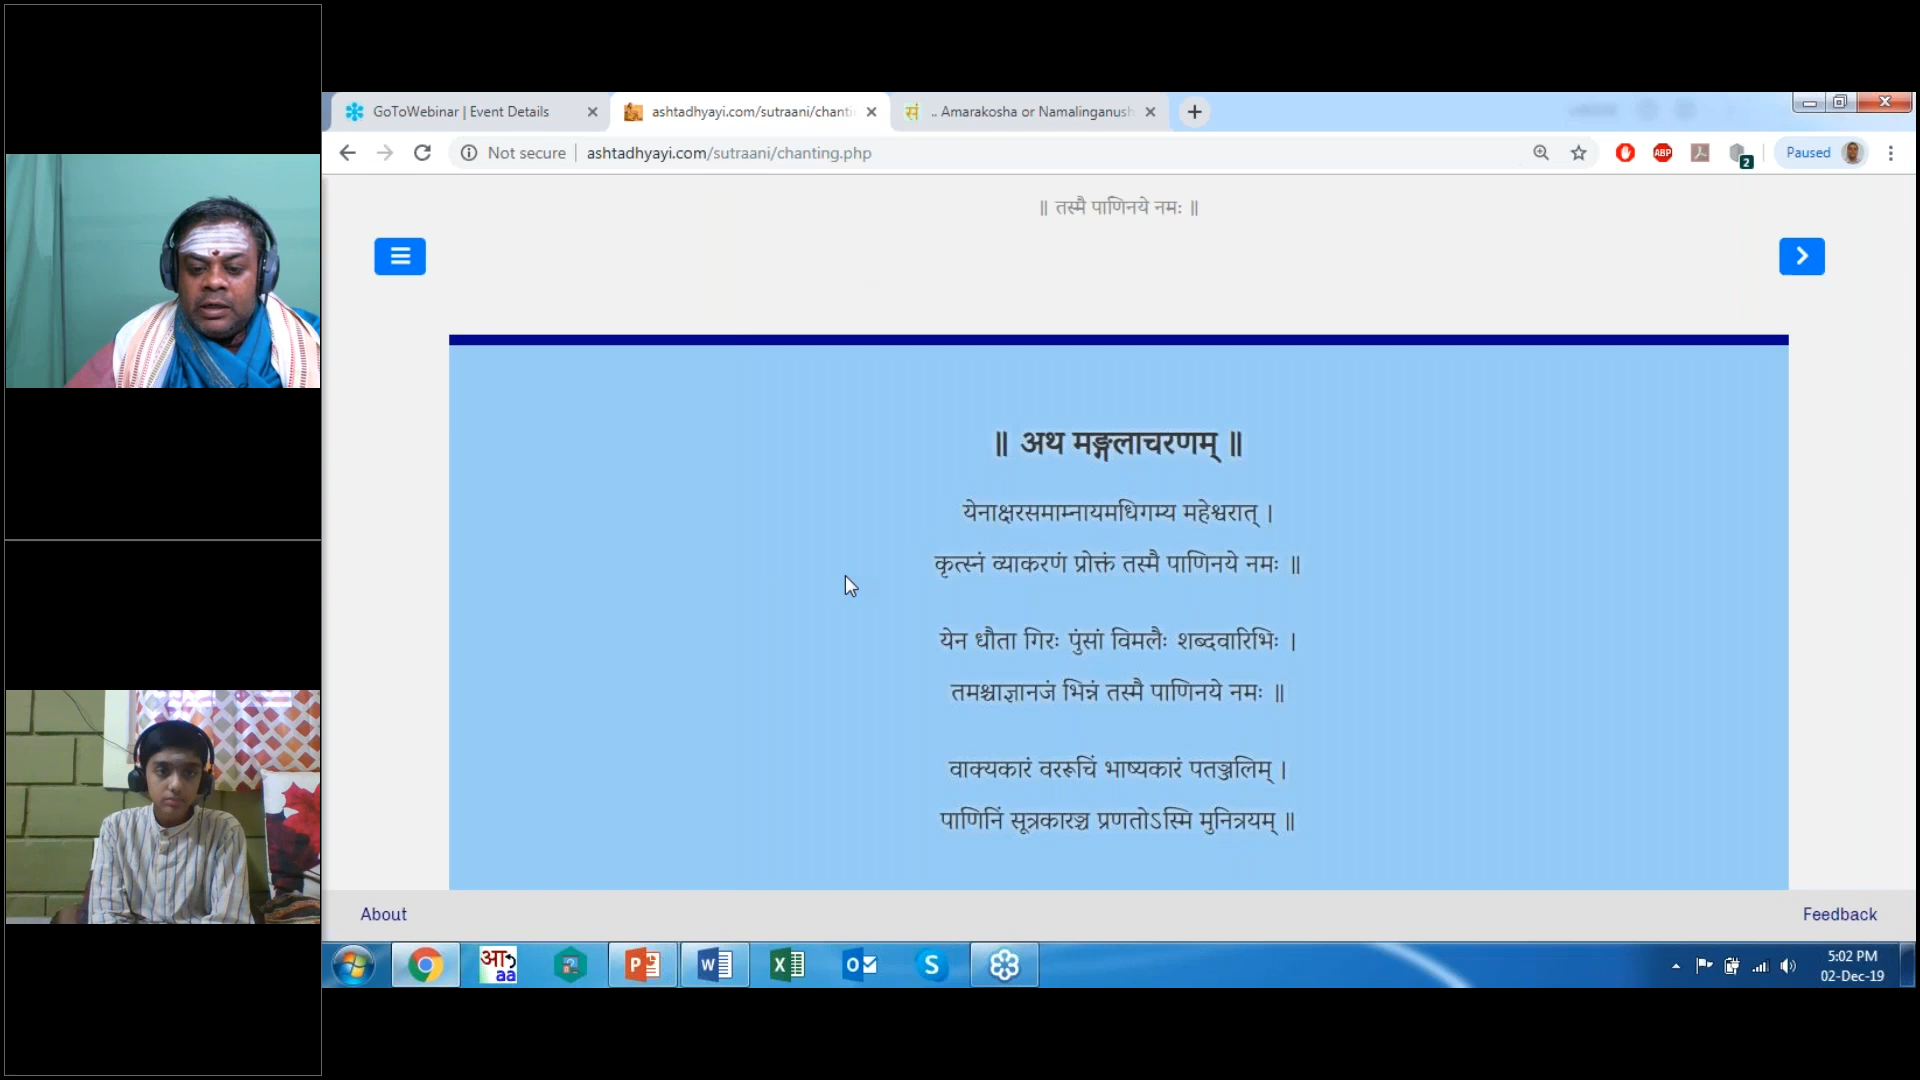 GoToWebinar | Event Details
ashtadhyayi.com/sutraani/chanti
.. Amarakosha or Namalinganush
Not secure
ashtadhyayi.com/sutraani/chanting.php
ABP
2
Paused
॥ तस्मै पाणिनये नमः ॥
॥ अथ मङ्गलाचरणम् ॥
येनाक्षरसमाम्नायमधिगम्य महेश्वरात् ।
कृत्स्नं व्याकरणं प्रोक्तं तस्मै पाणिनये नमः ॥
येन धौता गिरः पुंसां विमलैः शब्दवारिभिः ।
तमश्चाज्ञानजं भिन्नं तस्मै पाणिनये नमः ॥
वाक्यकारं वररूचिं भाष्यकारं पतञ्जलिम् ।
पाणिनिं सूत्रकारञ्च प्रणतोऽस्मि मुनित्रयम् ॥
About
Feedback
5:02 PM
02-Dec-19